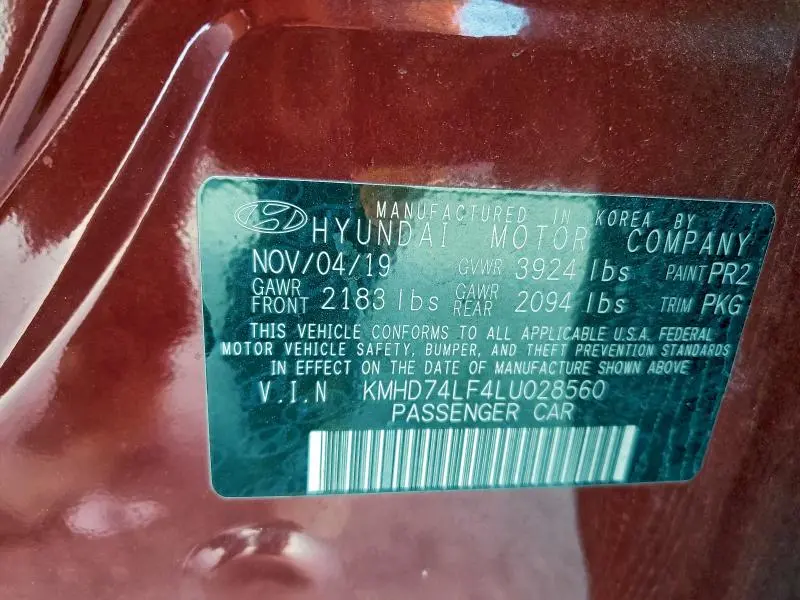 MANUFACTURED IN KOREA BY
HYUNDAI MOTOR COMPANY
NOV/04/19 GVWR 3924 lbs PAINT PR2
GAWR FRONT 2183 lbs GAWR REAR 2094 lbs TRIM PKG
THIS VEHICLE CONFORMS TO ALL APPLICABLE U.S.A. FEDERAL
MOTOR VEHICLE SAFETY, BUMPER, AND THEFT PREVENTION STANDARDS
IN EFFECT ON THE DATE OF MANUFACTURE SHOWN ABOVE
V.I.N KMHD74LF4LU028560
PASSENGER CAR